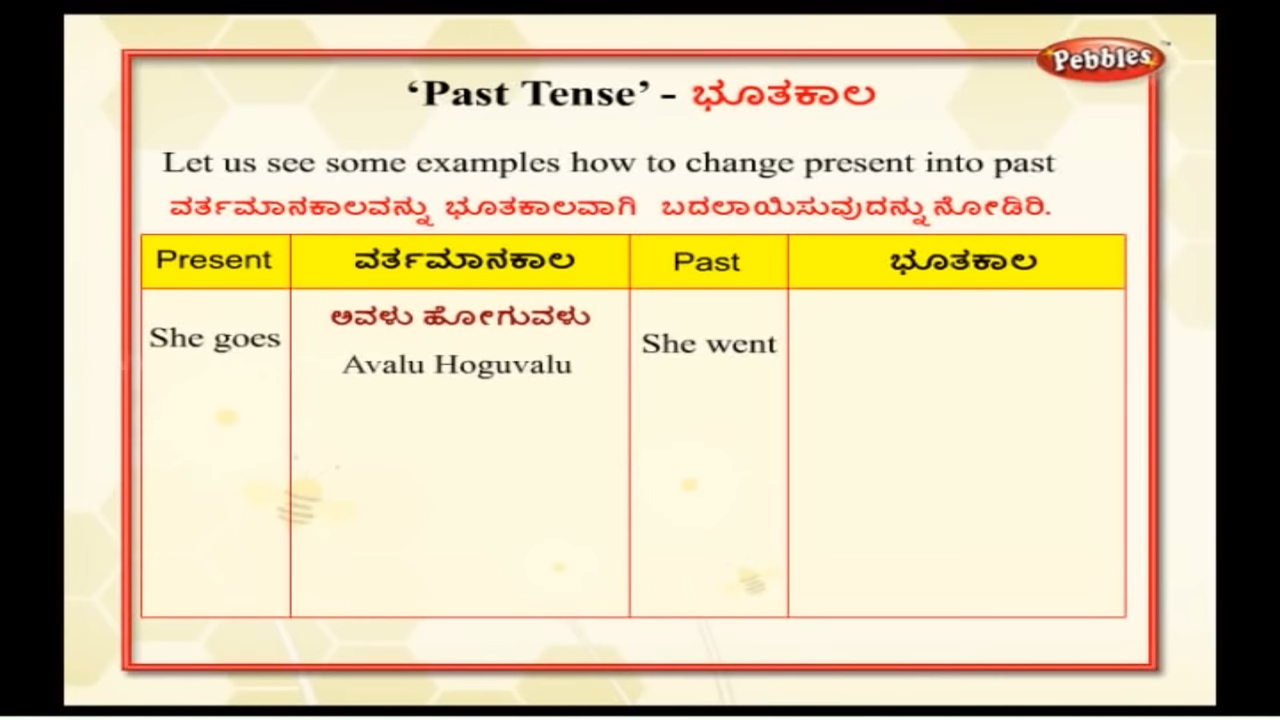 Pebbles™
‘Past Tense’ - ಭೂತಕಾಲ
Let us see some examples how to change present into past
ವರ್ತಮಾನಕಾಲವನ್ನು ಭೂತಕಾಲವಾಗಿ ಬದಲಾಯಿಸುವುದನ್ನು ನೋಡಿರಿ.
Present ವರ್ತಮಾನಕಾಲ Past ಭೂತಕಾಲ
She goes ಅವಳು ಹೋಗುವಳು She went
Avalu Hoguvalu